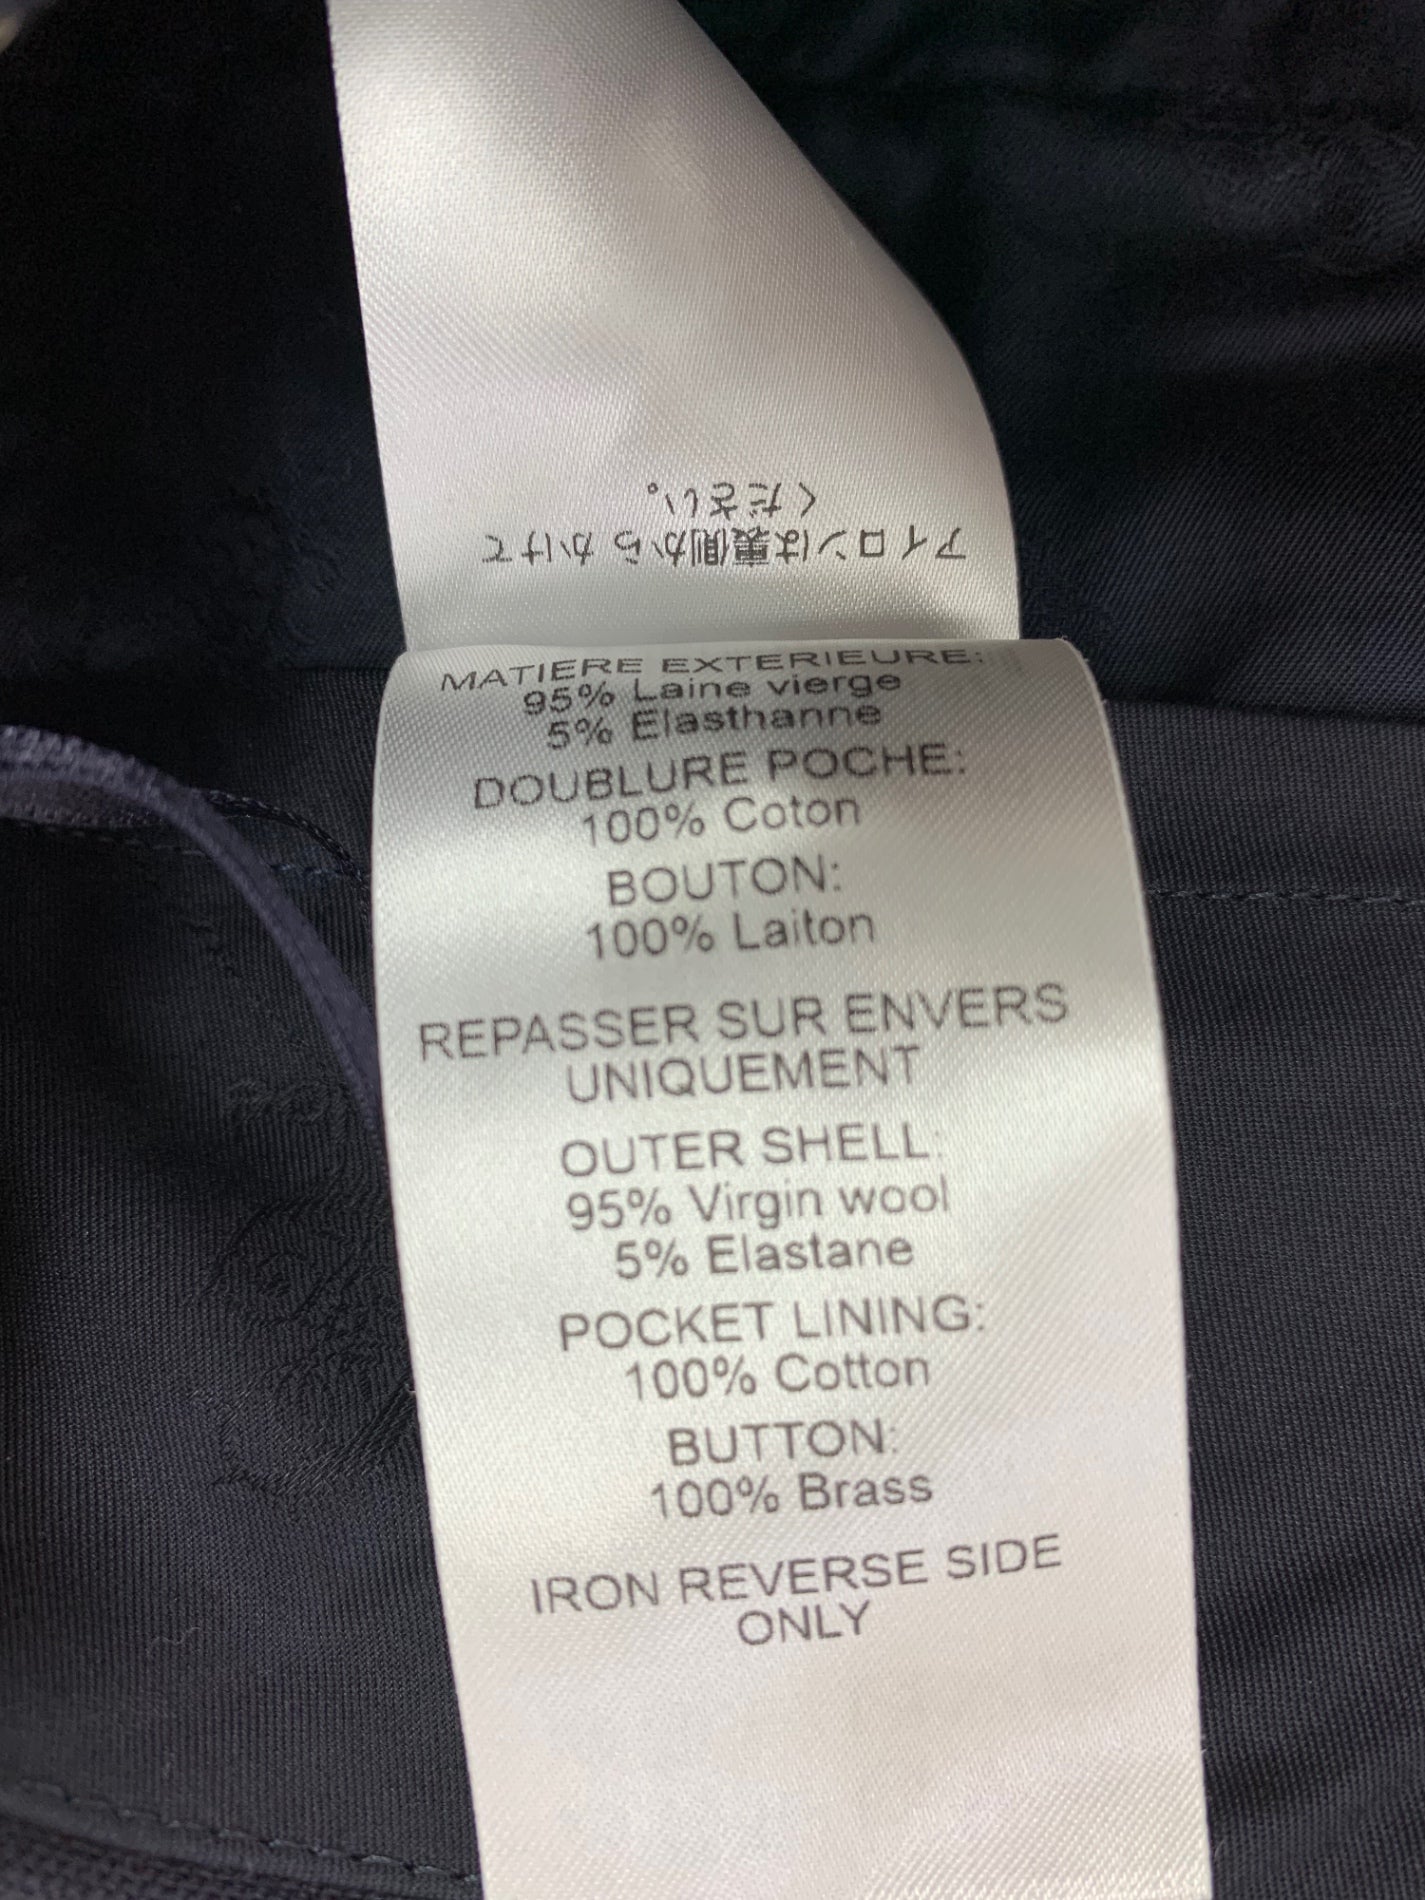 アイロンは裏側から かけて
ください。
MATIERE EXTERIEURE:
95% Laine vierge
5% Elasthanne
DOUBLURE POCHE:
100% Coton
BOUTON:
100% Laiton
REPASSER SUR ENVERS
UNIQUEMENT
OUTER SHELL:
95% Virgin wool
5% Elastane
POCKET LINING:
100% Cotton
BUTTON:
100% Brass
IRON REVERSE SIDE
ONLY